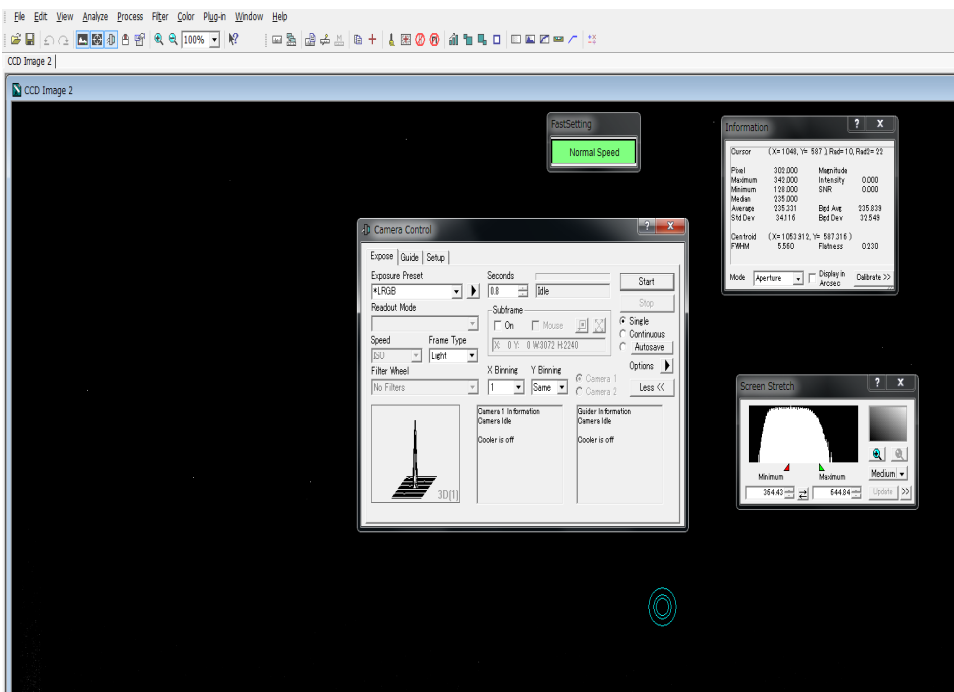 File Edit View Analyze Process Filter Color Plug-in Window Help
100%
CCD Image 2
CCD Image 2
FastSetting
Normal Speed
Information
Cursor (X=1048, Y= 587 ), Rad= 10, Rad2= 22
Pixel 302.000 Magnitude
Maximum 342.000 Intensity 0.000
Minimum 128.000 SNR 0.000
Median 235.000
Average 235.331 Bgd Avg 235.839
Std Dev 34.116 Bgd Dev 32.549
Centroid (X=1053.912, Y= 587.316 )
FWHM 5.560 Flatness 0.230
Mode Aperture Display in Arcsec Calibrate >>
Camera Control
Expose Guide Setup
Exposure Preset Seconds
*LRGB 0.8 Idle Start
Readout Mode Subframe Stop
On Mouse Single
Speed Frame Type Continuous
ISO Light X: 0 Y: 0 W:3072 H:2240 Autosave
Filter Wheel X Binning Y Binning Camera 1 Options
No Filters 1 Same Camera 2 Less <<
Camera 1 Information Guider Information
Camera Idle Camera Idle
Cooler is off Cooler is off
3D[1]
Screen Stretch
Minimum Maximum Medium
364.43 544.84 Update >>